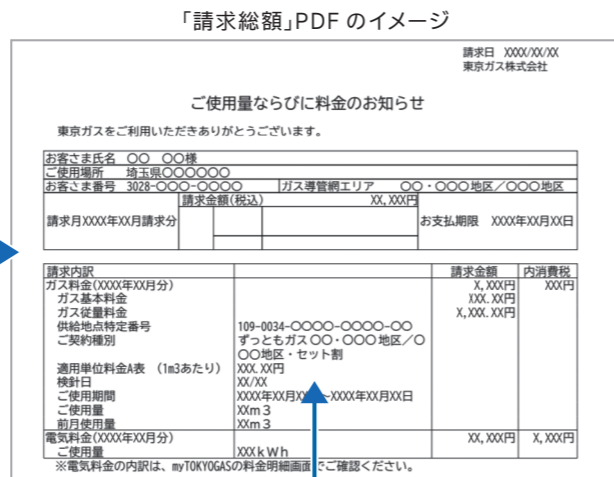 「請求総額」PDF のイメージ
請求日 XXX/XX/XX
東京ガス株式会社
ご使用量ならびに料金のお知らせ
東京ガスをご利用いただきありがとうございます。
お客さま氏名 〇〇 〇〇様
ご使用場所 埼玉県〇〇〇〇〇〇
お客さま番号 3028-〇〇〇-〇〇〇〇 ガス導管網エリア 〇〇・〇〇〇地区/〇〇〇地区
請求金額(税込) XX,XXX円
請求月XXXX年XX月請求分 お支払期限 XXXX年XX月XX日
請求内訳 請求金額 内消費税
ガス料金(XXXX年XX月分) X,XXX円 XXX円
ガス基本料金 XXX.XX円
ガス従量料金 X,XXX.XX円
供給地点特定番号 109-0034-〇〇〇〇-〇〇〇〇-〇〇
ご契約種別 ずっともガス〇〇・〇〇〇地区/〇
〇〇地区・セット割
適用単位料金A表 (1m3あたり) XXX.XX円
検針日 XX/XX
ご使用期間 XXXX年XX月XX日~XXXX年XX月XX日
ご使用量 XXm3
前月使用量 XXm3
電気料金(XXXX年XX月分) XX,XXX円 X,XXX円
ご使用量 XXXkWh
※電気料金の内訳は、myTOKYOGASの料金明細画面でご確認ください。